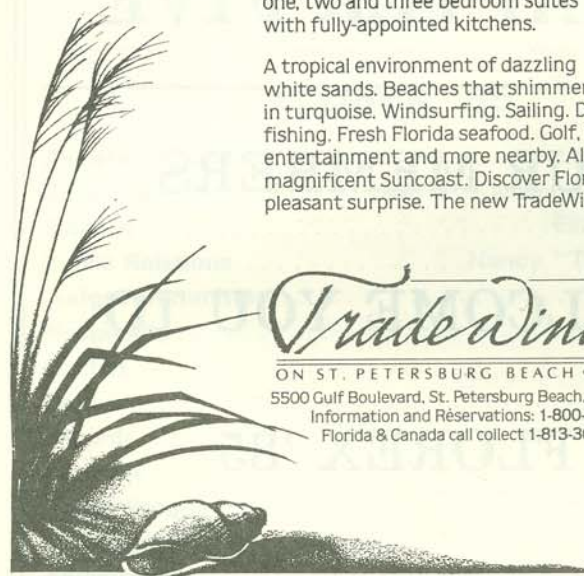 one, two and three bedroom suites
with fully-appointed kitchens.
A tropical environment of dazzling
white sands. Beaches that shimmer
in turquoise. Windsurfing. Sailing. D
fishing. Fresh Florida seafood. Golf,
entertainment and more nearby. Al
magnificent Suncoast. Discover Flor
pleasant surprise. The new TradeWi
TradeWin
ON ST. PETERSBURG BEACH
5500 Gulf Boulevard, St. Petersburg Beach,
Information and Réservations: 1-800-
Florida & Canada call collect 1-813-3